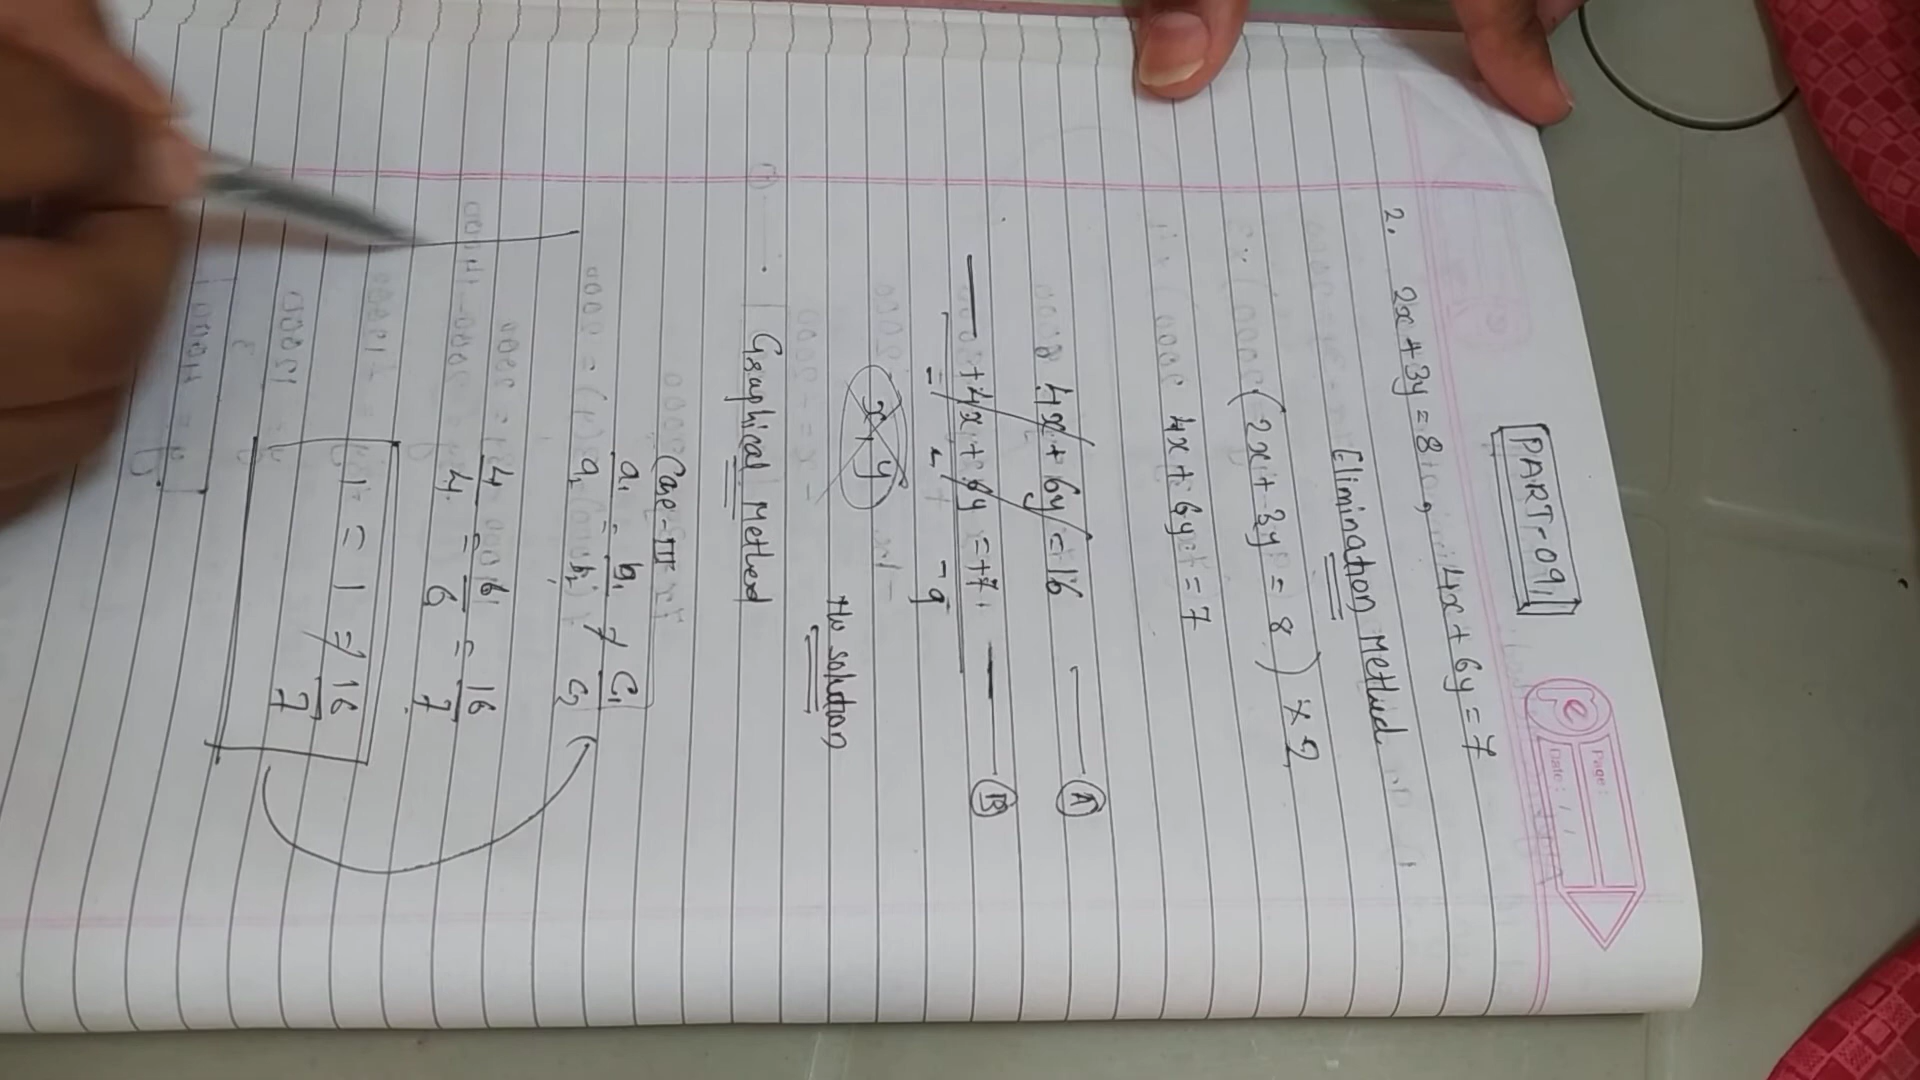 PART-09
Page:
Date: / /
2. 2x + 3y = 8, 4x + 6y = 7
Elimination Method
(2x + 3y = 8) x 2
4x + 6y = 7
4x + 6y = 16 — A
+4x + 6y = +7 — B
- - - 9
x, y
No solution
Graphical Method
Case - III
a1/a2 = b1/b2 ≠ C1/C2
4/4 = 6/6 = 16/7
1 = 1 ≠ 16/7